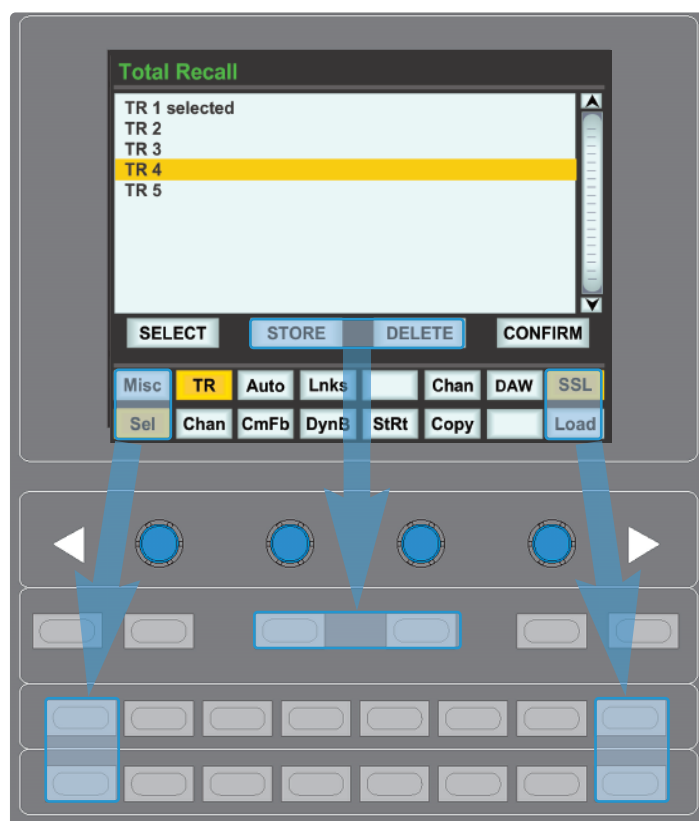 Total Recall
TR 1 selected
TR 2
TR 3
TR 4
TR 5
SELECT STORE DELETE CONFIRM
Misc TR Auto Lnks Chan DAW SSL
Sel Chan CmFb DynB StRt Copy Load